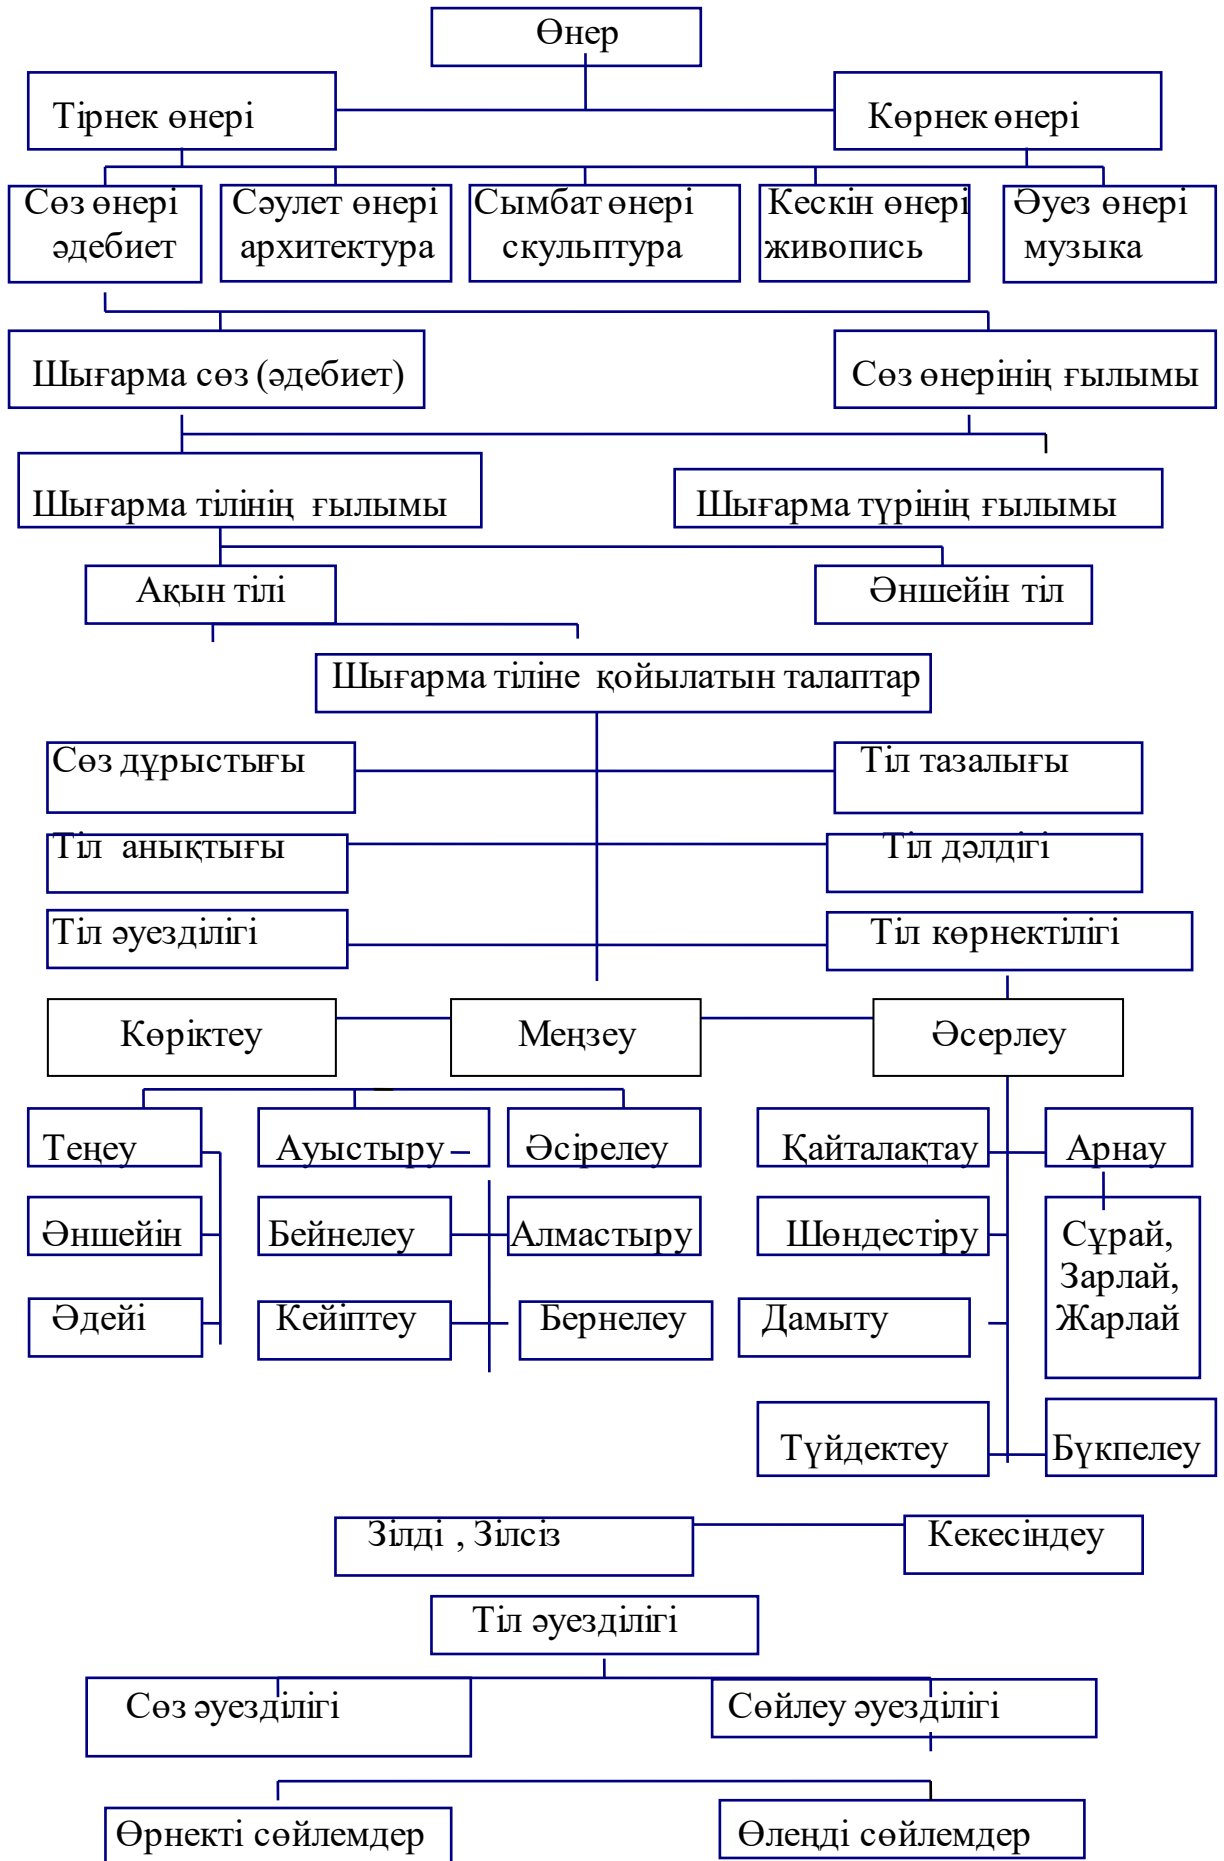 Өнер
Тірнек өнері
Көрнек өнері
Сөз өнері
әдебиет
Сәулет өнері
архитектура
Сымбат өнері
скульптура
Кескін өнері
живопись
Әуез өнері
музыка
Шығарма сөз (әдебиет)
Сөз өнерінің ғылымы
Шығарма тілінің ғылымы
Шығарма түрінің ғылымы
Ақын тілі
Әншейін тіл
Шығарма тіліне қойылатын талаптар
Сөз дұрыстығы
Тіл тазалығы
Тіл анықтығы
Тіл дәлдігі
Тіл әуезділігі
Тіл көрнектілігі
Көріктеу
Меңзеу
Әсерлеу
Теңеу
Ауыстыру –
Әсірелеу
Қайталақтау
Арнау
Әншейін
Бейнелеу
Алмастыру
Шөндестіру
Сұрай,
Зарлай,
Жарлай
Әдейі
Кейіптеу
Бернелеу
Дамыту
Түйдектеу
Бүкпелеу
Зілді , Зілсіз
Кекесіндеу
Тіл әуезділігі
Сөз әуезділігі
Сөйлеу әуезділігі
Өрнекті сөйлемдер
Өлеңді сөйлемдер